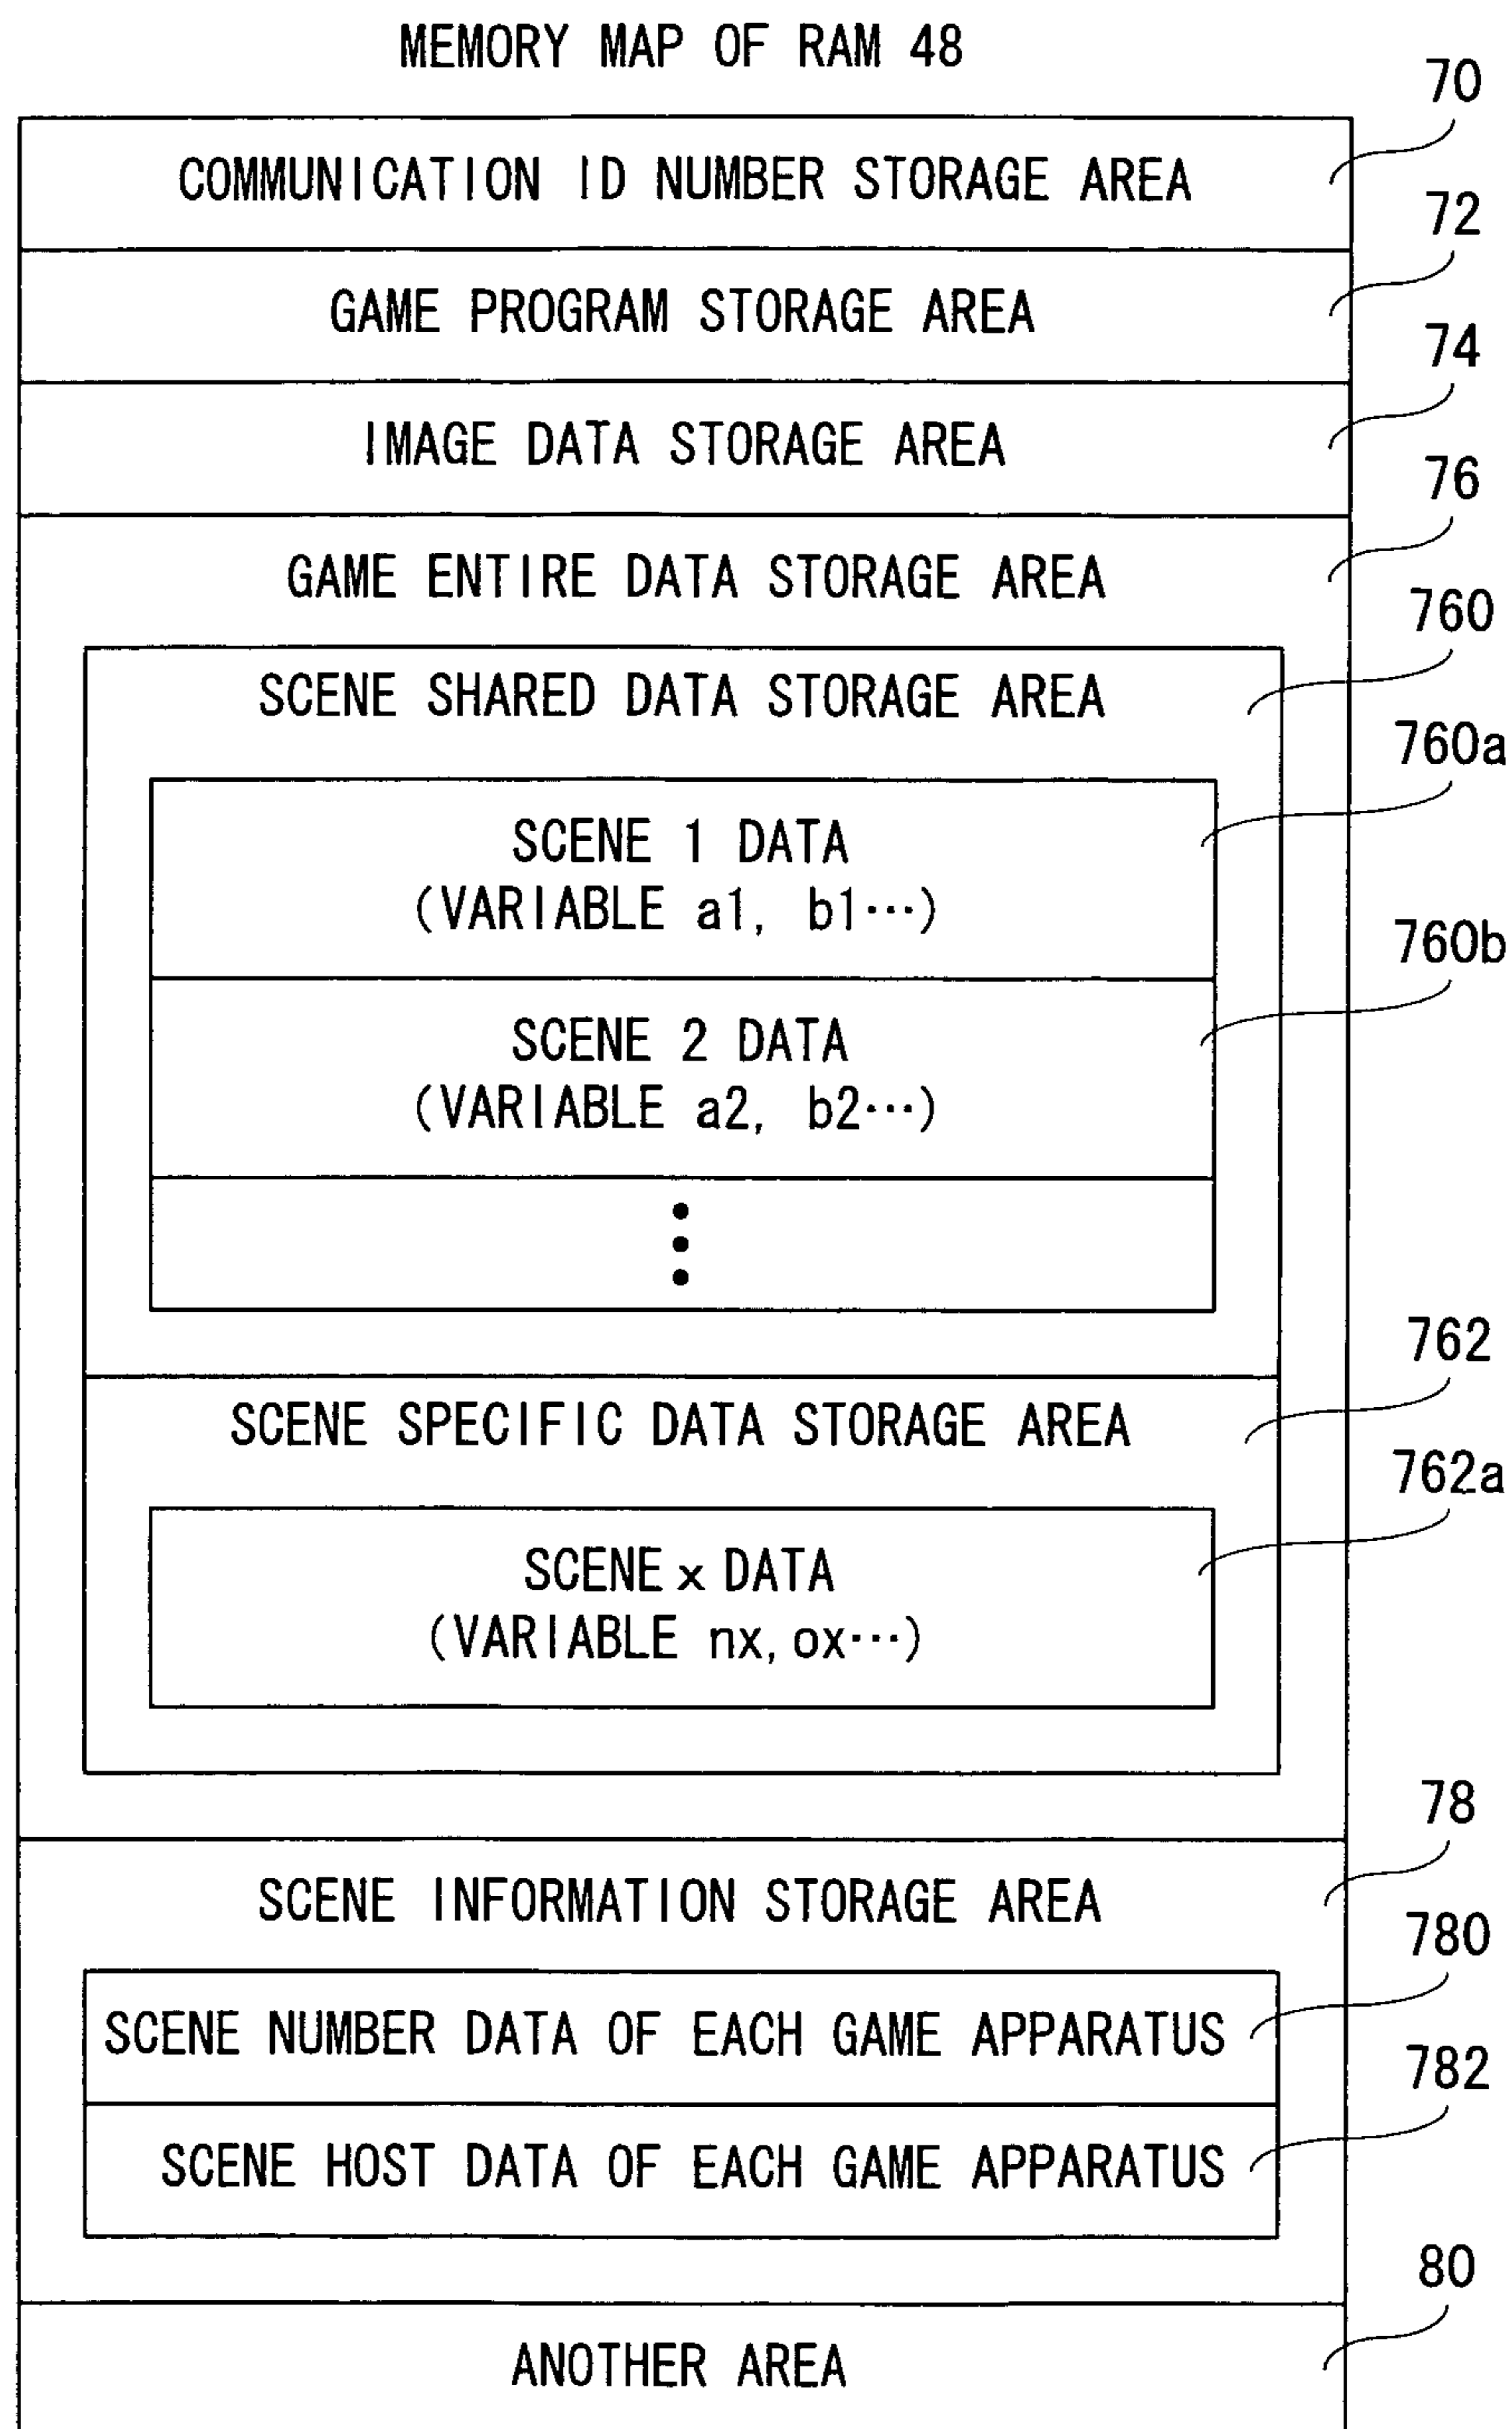 MEMORY MAP OF RAM 48
70
COMMUNICATION ID NUMBER STORAGE AREA
72
GAME PROGRAM STORAGE AREA
74
IMAGE DATA STORAGE AREA
76
GAME ENTIRE DATA STORAGE AREA
760
SCENE SHARED DATA STORAGE AREA
760a
SCENE 1 DATA
(VARIABLE a1, b1···)
760b
SCENE 2 DATA
(VARIABLE a2, b2···)
762
SCENE SPECIFIC DATA STORAGE AREA
762a
SCENE x DATA
(VARIABLE nx, ox···)
78
SCENE INFORMATION STORAGE AREA
780
SCENE NUMBER DATA OF EACH GAME APPARATUS
782
SCENE HOST DATA OF EACH GAME APPARATUS
80
ANOTHER AREA